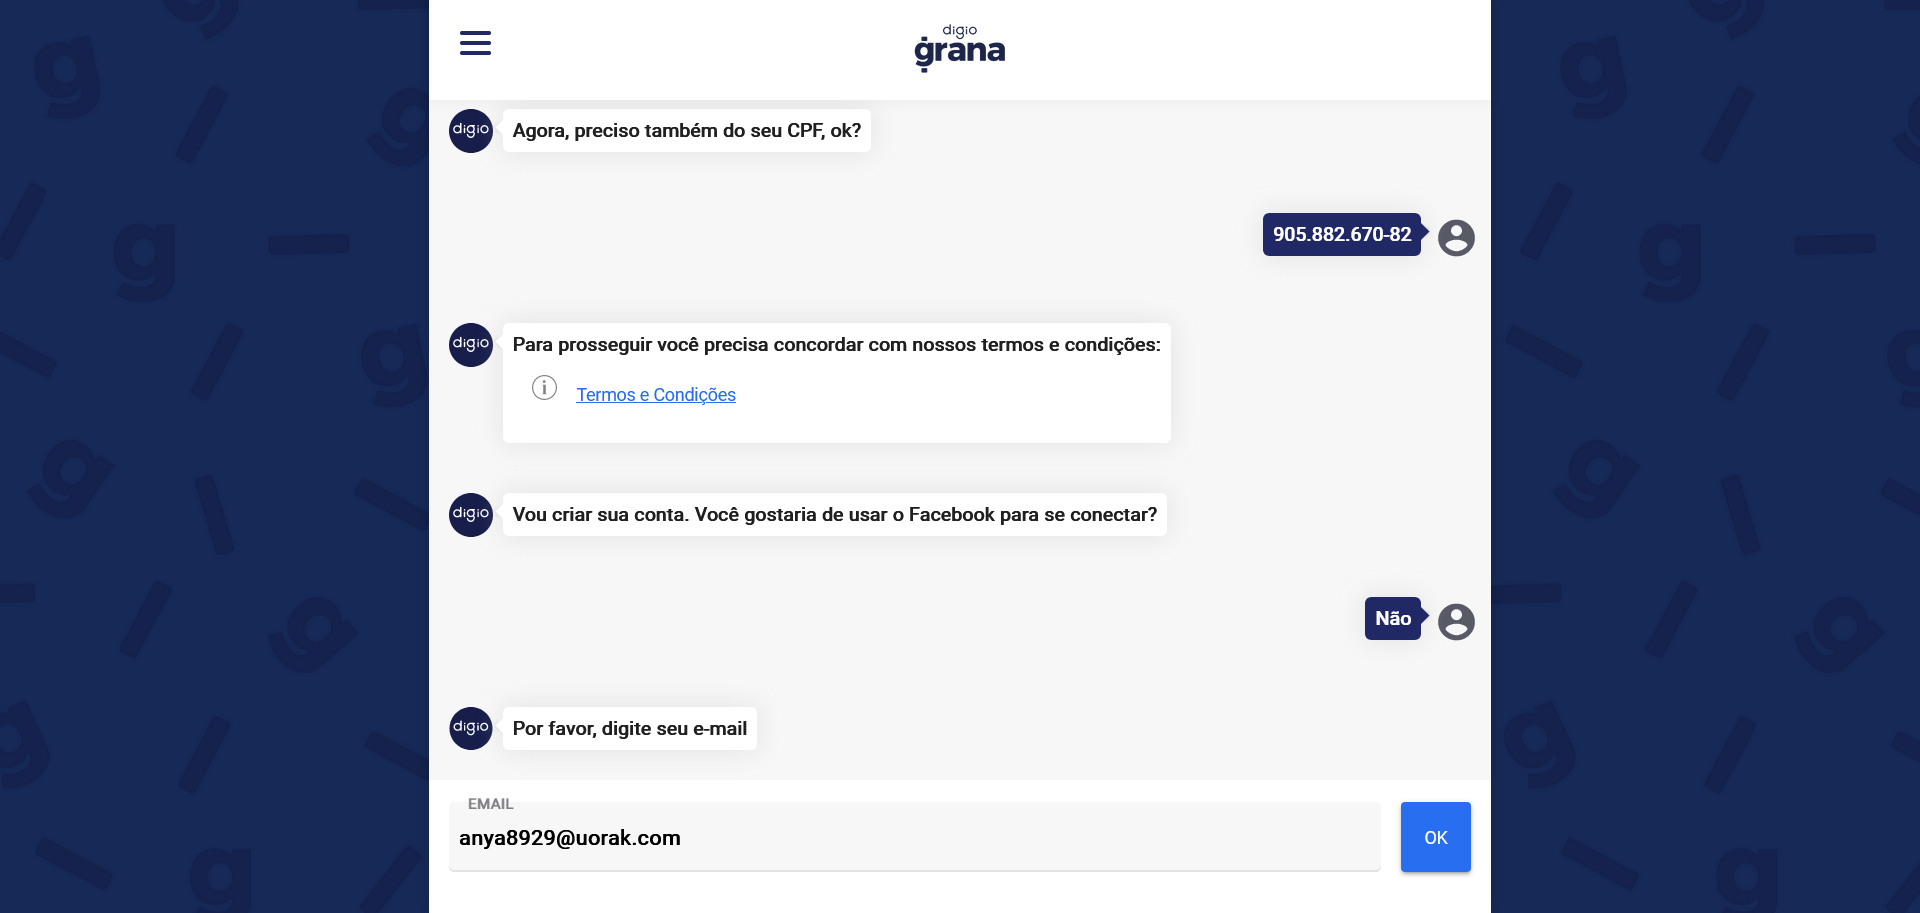 digio
grana
digio
Agora, preciso também do seu CPF, ok?
905.882.670-82
digio
Para prosseguir você precisa concordar com nossos termos e condições:
Termos e Condições
digio
Vou criar sua conta. Você gostaria de usar o Facebook para se conectar?
Não
digio
Por favor, digite seu e-mail
EMAIL
anya8929@uorak.com
OK